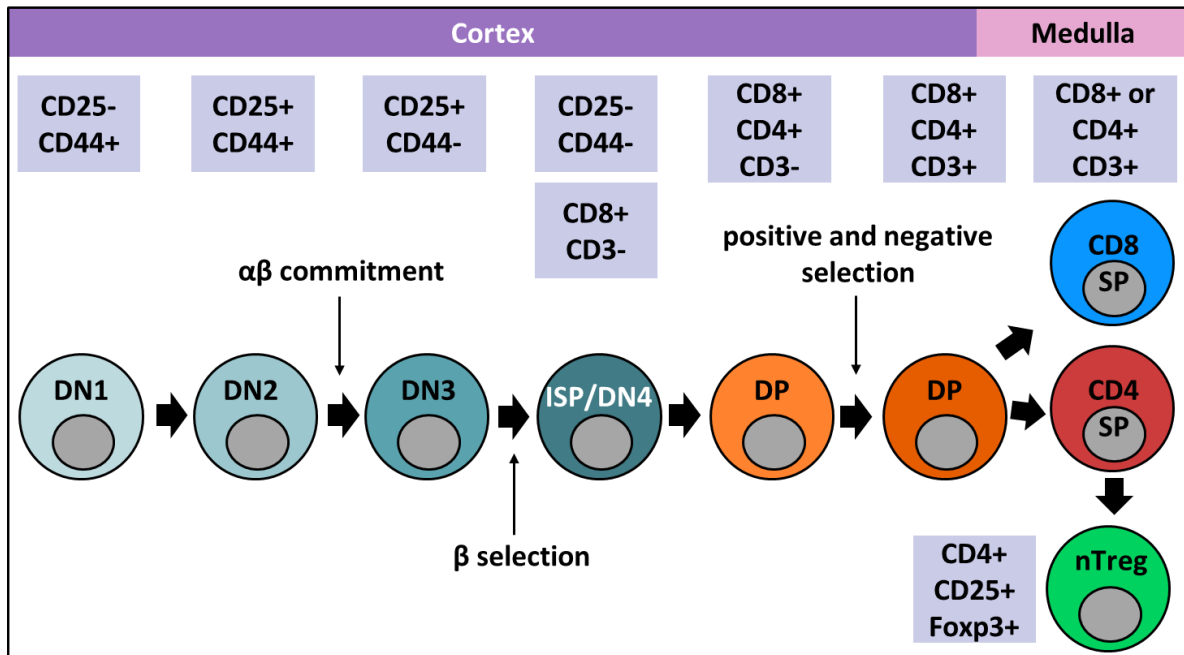 Cortex
Medulla
CD25-
CD44+
CD25+
CD44+
CD25+
CD44-
CD25-
CD44-
CD8+
CD4+
CD3-
CD8+
CD4+
CD3+
CD8+ or
CD4+
CD3+
CD8+
CD3-
αβ commitment
positive and negative
selection
CD8
SP
DN1
DN2
DN3
ISP/DN4
DP
DP
CD4
SP
β selection
CD4+
CD25+
Foxp3+
nTreg